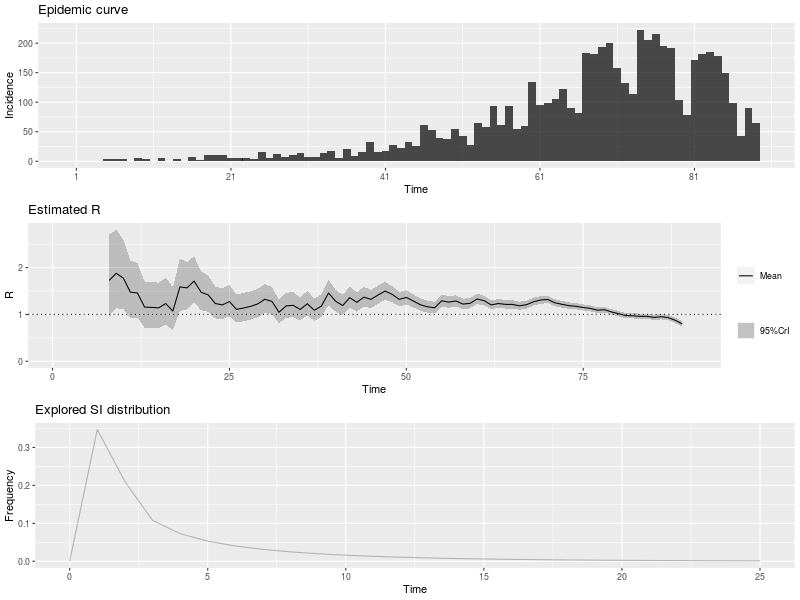 Epidemic curve
200
150
100
50
0
Incidence
1 21 41 61 81
Time
Estimated R
2
1
0
R
0 25 50 75
Time
Mean
95%CrI
Explored SI distribution
0.3
0.2
0.1
0.0
Frequency
0 5 10 15 20 25
Time